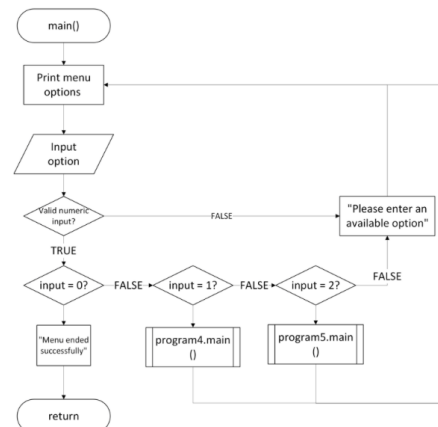 main()
Print menu
options
Input
option
Valid numeric
input?
FALSE
"Please enter an
available option"
TRUE
input = 0?
FALSE
input = 1?
FALSE
input = 2?
FALSE
"Menu ended
successfully"
program4.main
()
program5.main
()
return